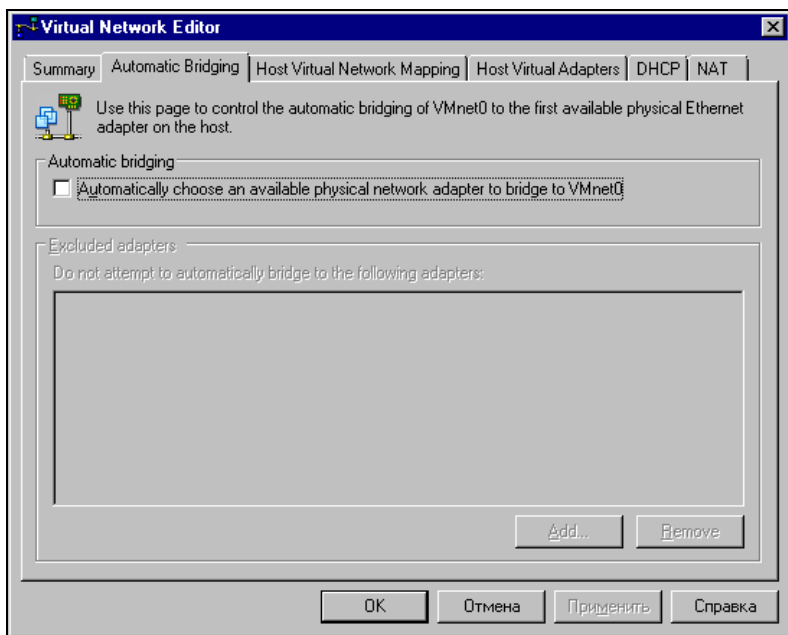 Virtual Network Editor
Summary Automatic Bridging Host Virtual Network Mapping Host Virtual Adapters DHCP NAT
Use this page to control the automatic bridging of VMnet0 to the first available physical Ethernet
adapter on the host.
Automatic bridging
Automatically choose an available physical network adapter to bridge to VMnet0
Excluded adapters
Do not attempt to automatically bridge to the following adapters:
Add... Remove
OK Отмена Применить Справка